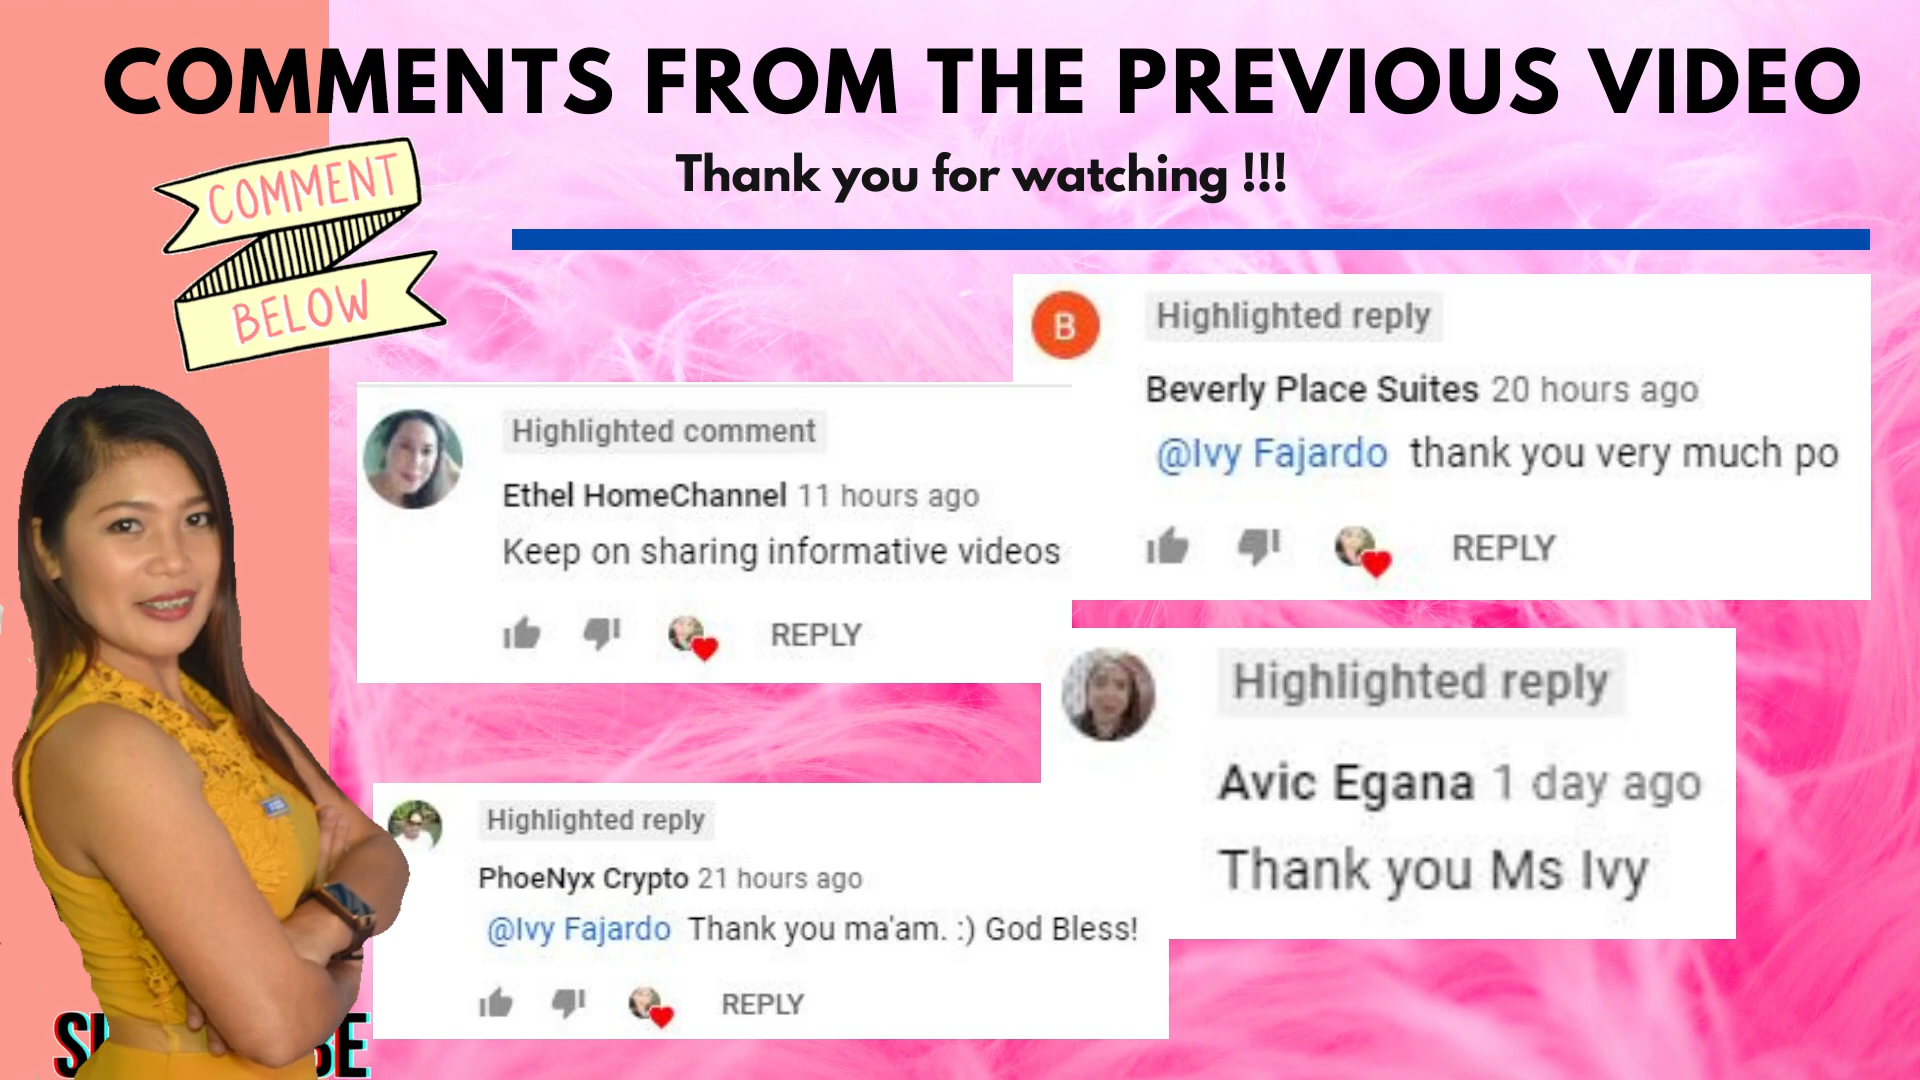 COMMENTS FROM THE PREVIOUS VIDEO
Thank you for watching !!!
COMMENT
BELOW
B
Highlighted reply
Beverly Place Suites 20 hours ago
@Ivy Fajardo thank you very much po
REPLY
Highlighted comment
Ethel HomeChannel 11 hours ago
Keep on sharing informative videos
REPLY
Highlighted reply
Avic Egana 1 day ago
Thank you Ms Ivy
Highlighted reply
PhoeNyx Crypto 21 hours ago
@Ivy Fajardo Thank you ma'am. :) God Bless!
REPLY